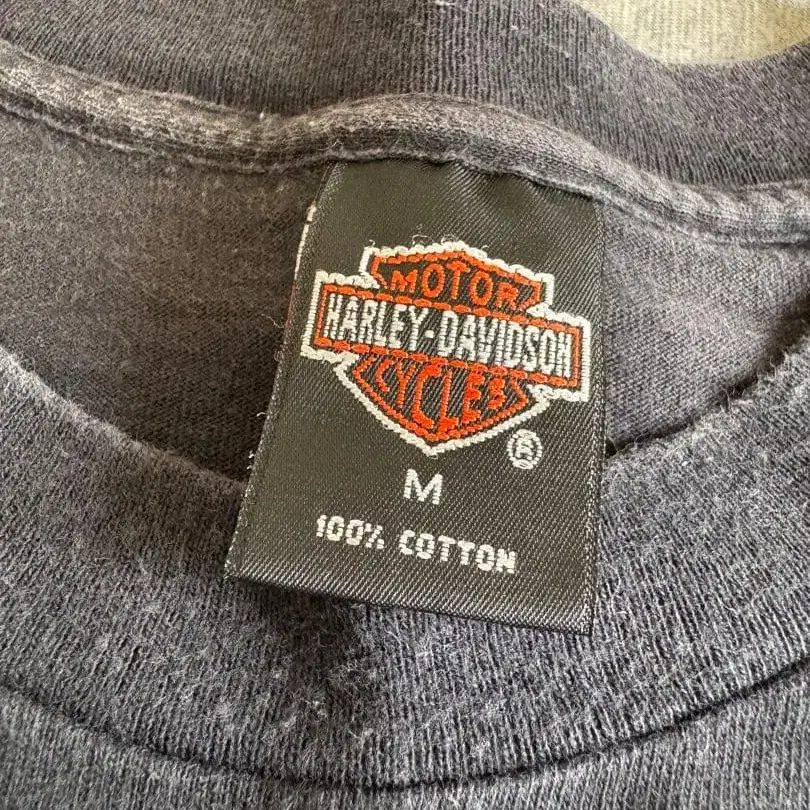 MOTOR
HARLEY-DAVIDSON
CYCLES
®
M
100% COTTON